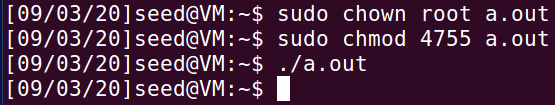 [09/03/20]seed@VM:~$ sudo chown root a.out
[09/03/20]seed@VM:~$ sudo chmod 4755 a.out
[09/03/20]seed@VM:~$ ./a.out
[09/03/20]seed@VM:~$